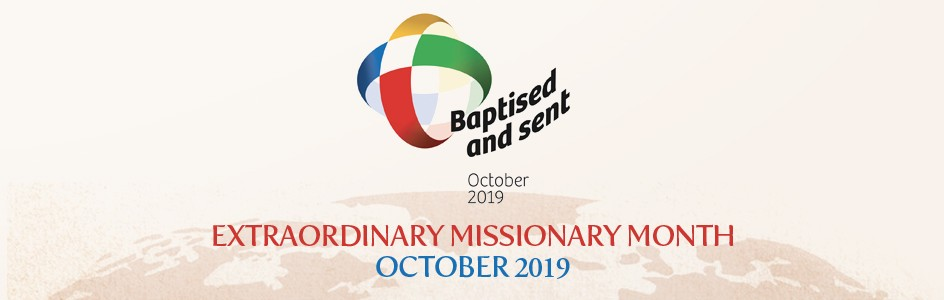 Baptised
and sent
October
2019
EXTRAORDINARY MISSIONARY MONTH
OCTOBER 2019